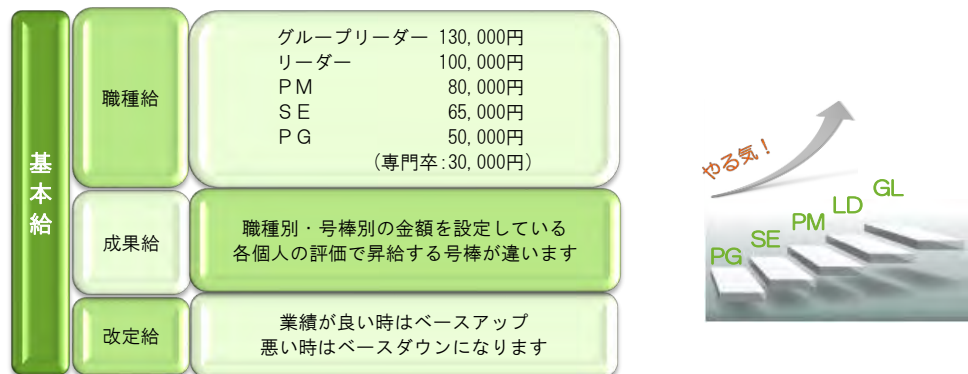 基本給
職種給
グループリーダー 130,000円
リーダー 100,000円
ＰＭ 80,000円
ＳＥ 65,000円
ＰＧ 50,000円
（専門卒:30,000円）
成果給
職種別・号棒別の金額を設定している
各個人の評価で昇給する号棒が違います
改定給
業績が良い時はベースアップ
悪い時はベースダウンになります
やる気！
PG
SE
PM
LD
GL